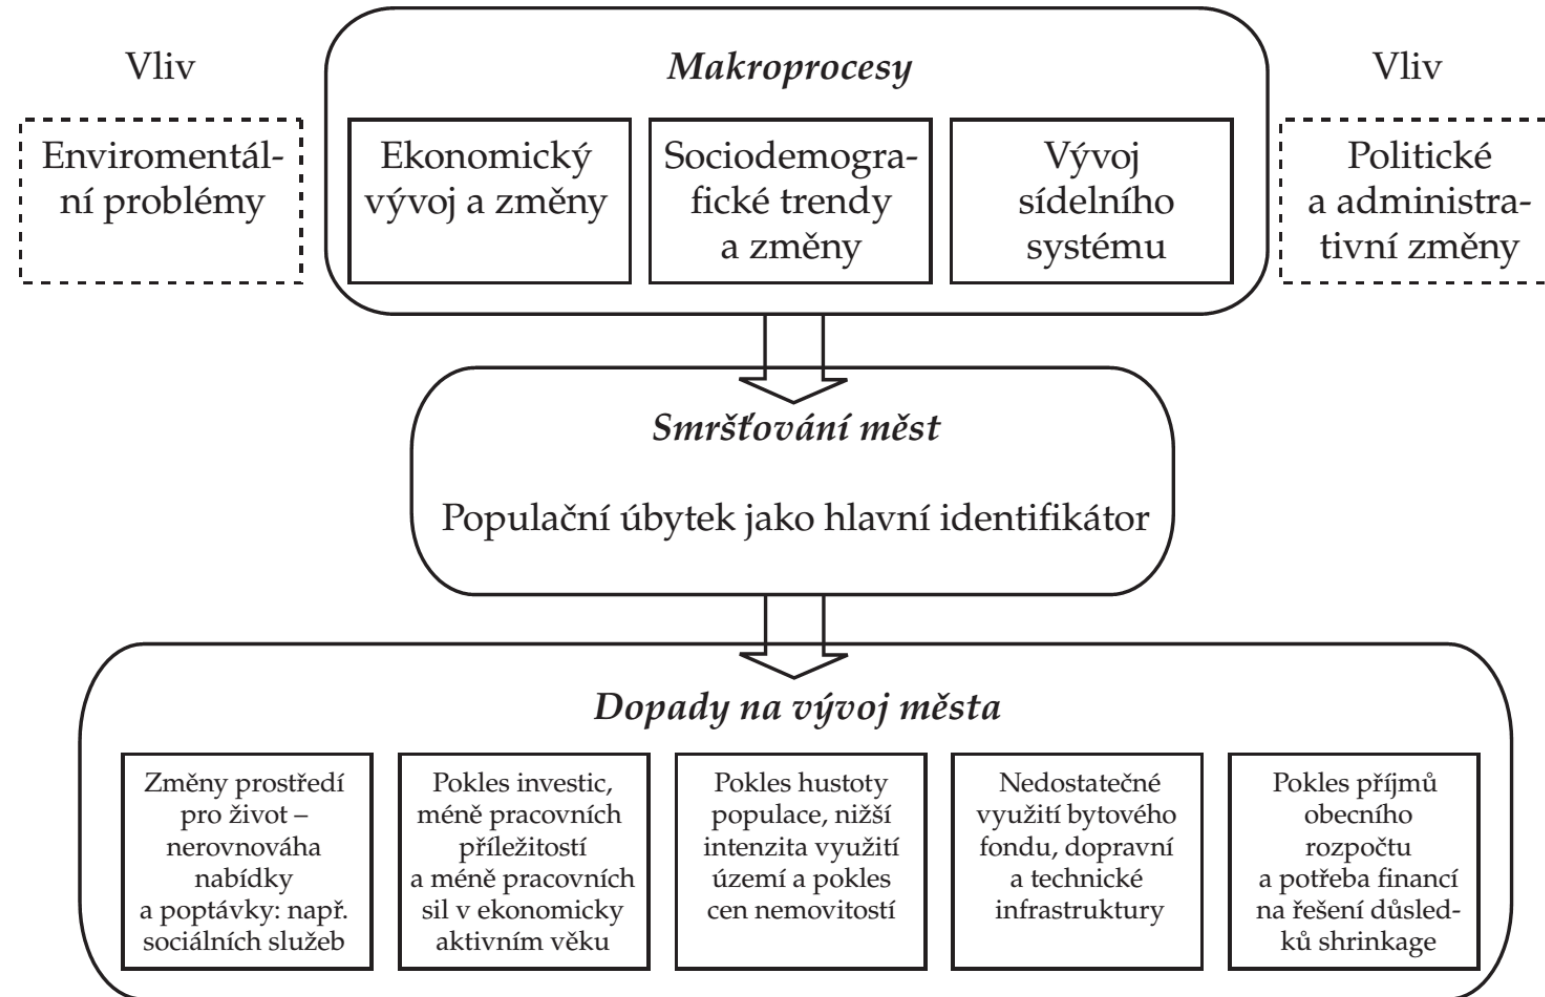 Vliv
Makroprocesy
Vliv
Enviromentál-
ní problémy
Ekonomický
vývoj a změny
Sociodemogra-
fické trendy
a změny
Vývoj
sídelního
systému
Politické
a administra-
tivní změny
Smršťování měst
Populační úbytek jako hlavní identifikátor
Dopady na vývoj města
Změny prostředí
pro život –
nerovnováha
nabídky
a poptávky: např.
sociálních služeb
Pokles investic,
méně pracovních
příležitostí
a méně pracovních
sil v ekonomicky
aktivním věku
Pokles hustoty
populace, nižší
intenzita využití
území a pokles
cen nemovitostí
Nedostatečné
využití bytového
fondu, dopravní
a technické
infrastruktury
Pokles příjmů
obecního
rozpočtu
a potřeba financí
na řešení důsled-
ků shrinkage